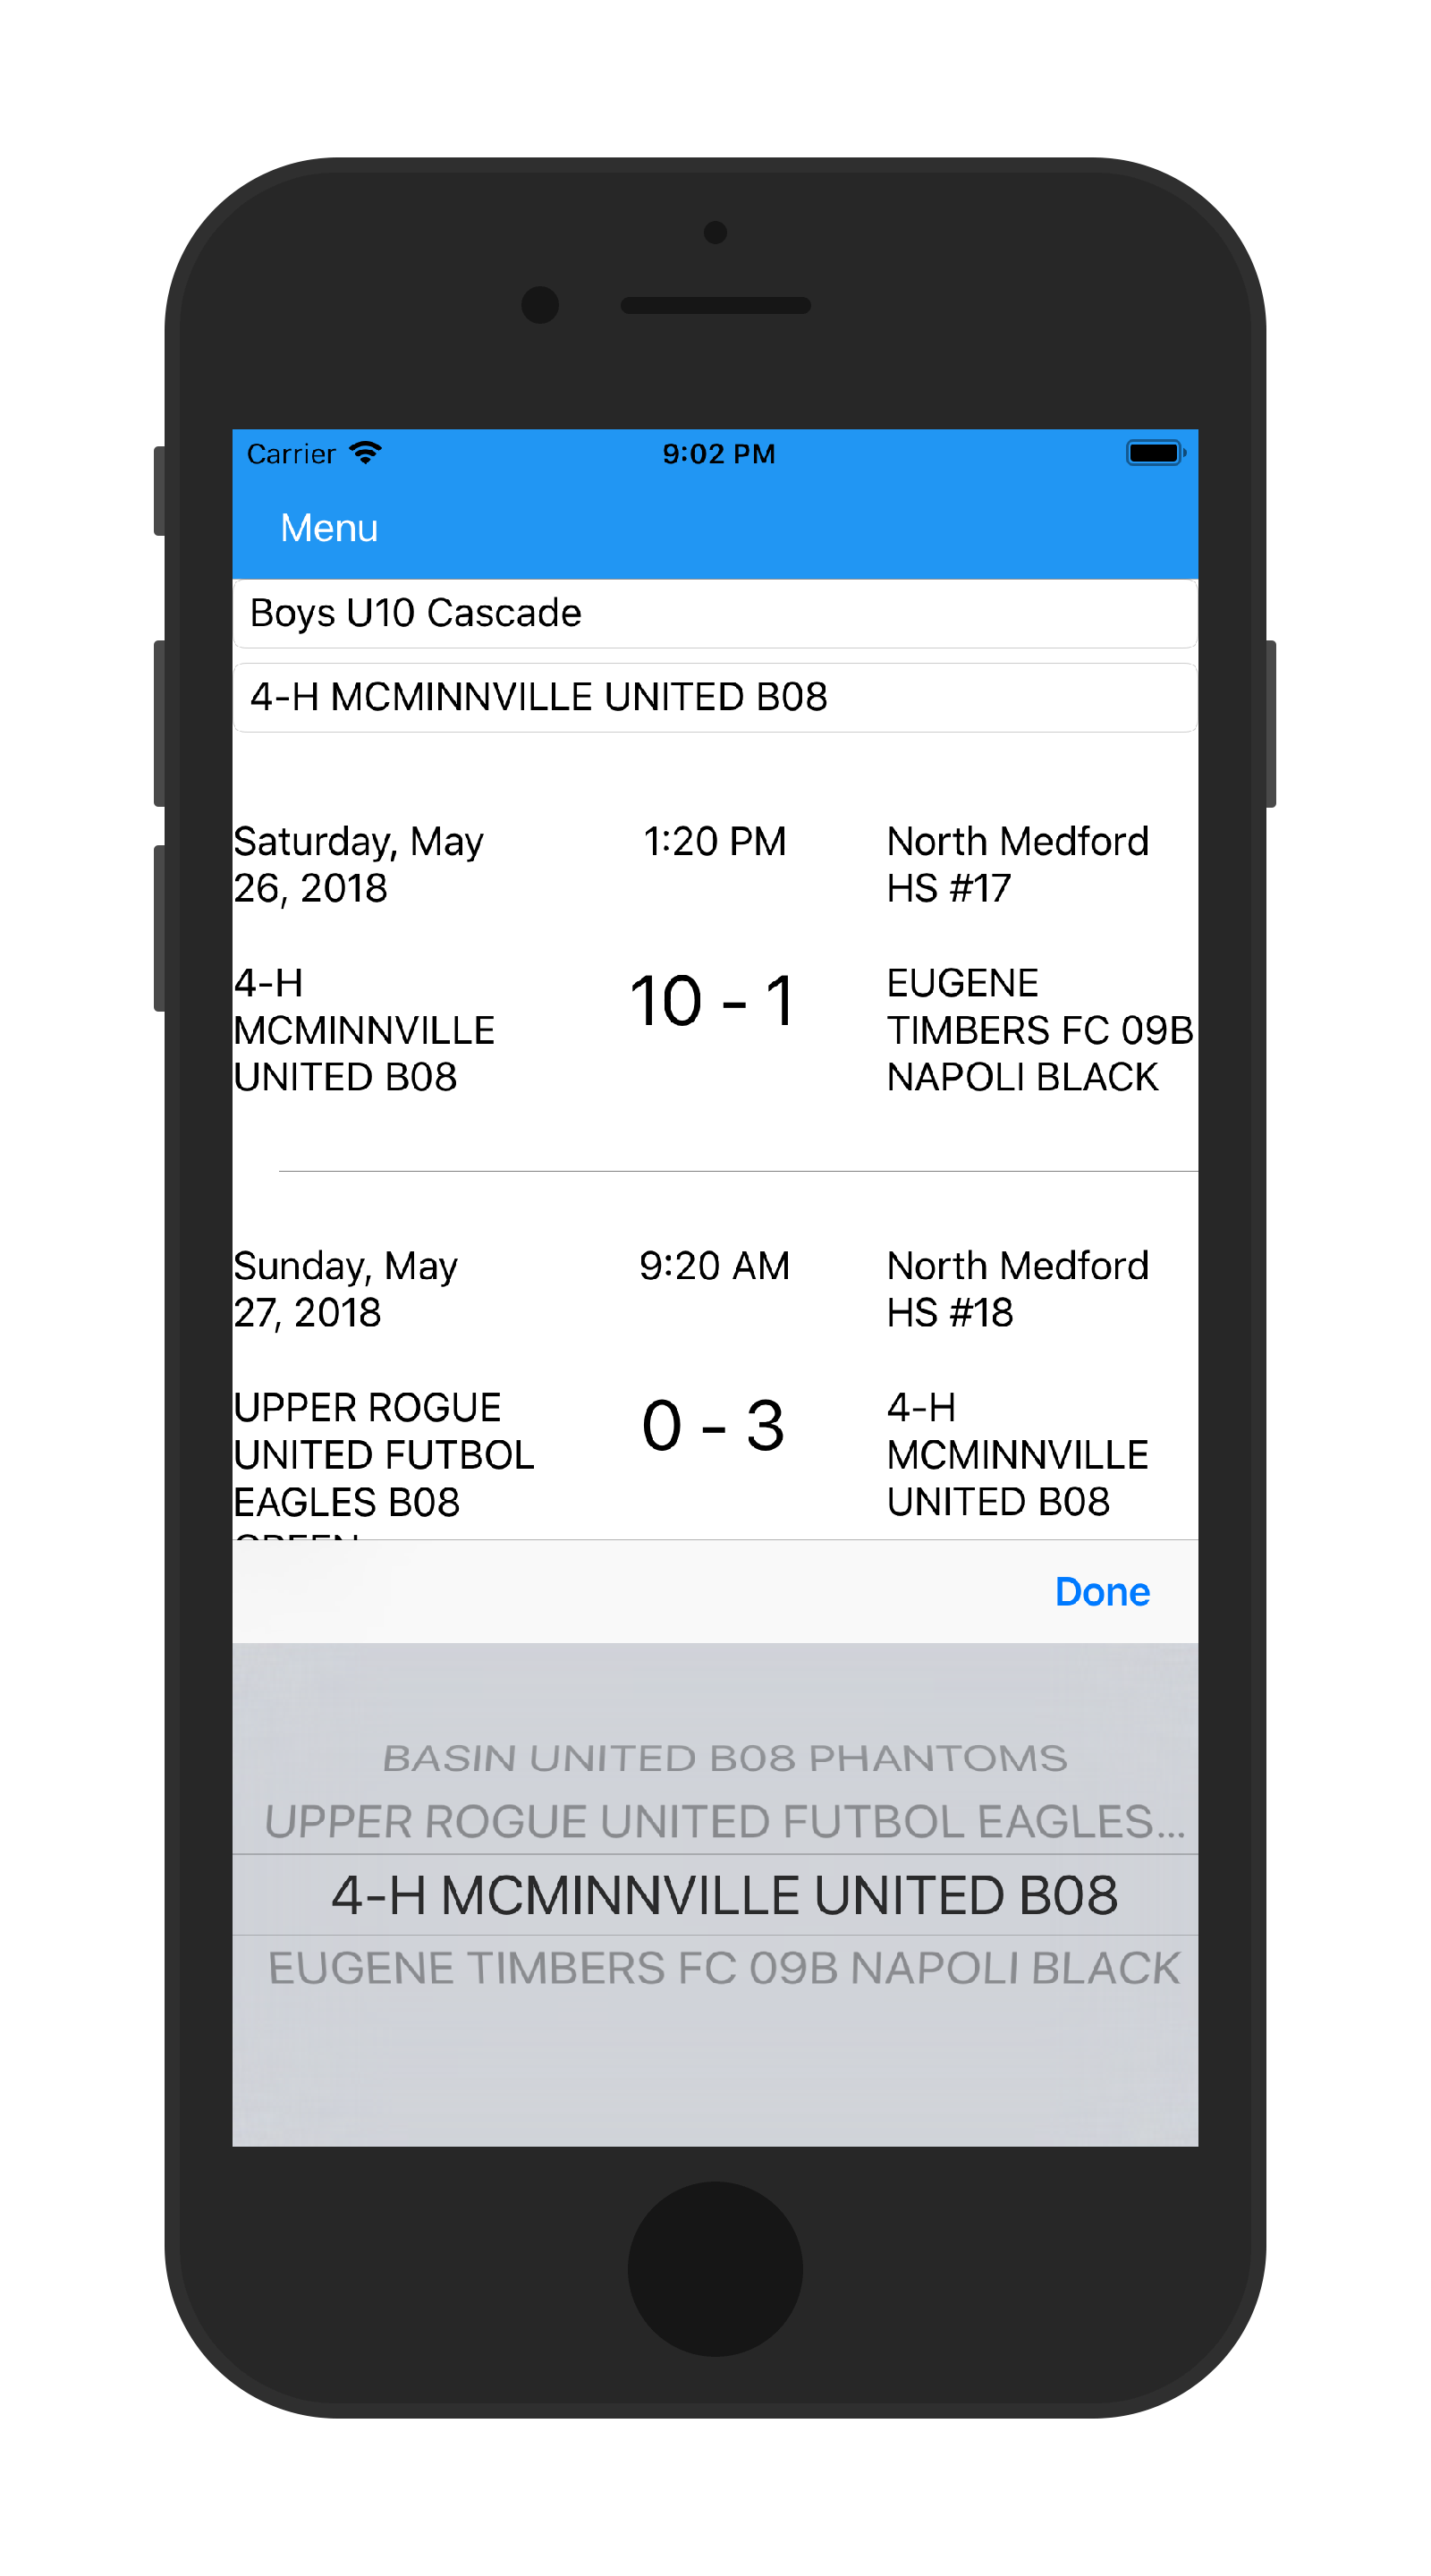 Carrier 9:02 PM
Menu
Boys U10 Cascade
4-H MCMINNVILLE UNITED B08
Saturday, May
26, 2018
1:20 PM
North Medford
HS #17
4-H
MCMINNVILLE
UNITED B08
10 - 1
EUGENE
TIMBERS FC 09B
NAPOLI BLACK
Sunday, May
27, 2018
9:20 AM
North Medford
HS #18
UPPER ROGUE
UNITED FUTBOL
EAGLES B08
0 - 3
4-H
MCMINNVILLE
UNITED B08
Done
BASIN UNITED B08 PHANTOMS
UPPER ROGUE UNITED FUTBOL EAGLES...
4-H MCMINNVILLE UNITED B08
EUGENE TIMBERS FC 09B NAPOLI BLACK